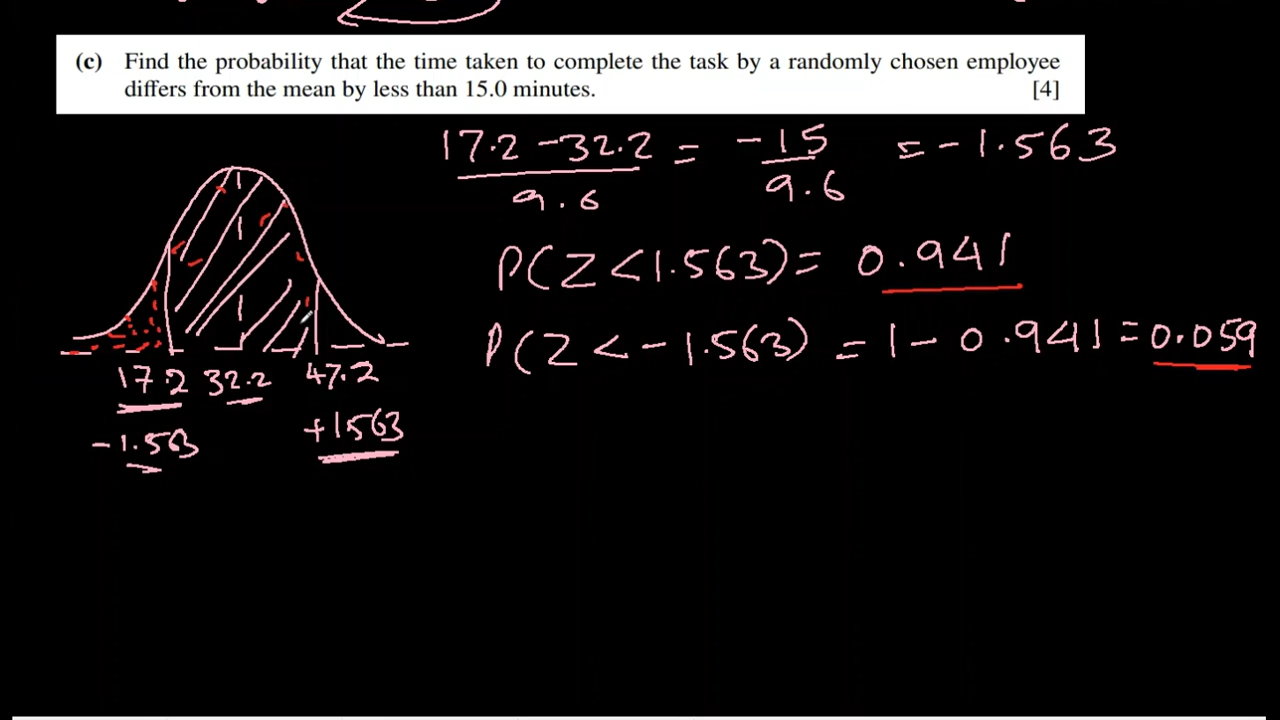 (c) Find the probability that the time taken to complete the task by a randomly chosen employee
differs from the mean by less than 15.0 minutes. [4]
17.2 - 32.2 / 9.6 = -15 / 9.6 = -1.563
P(Z < 1.563) = 0.941
P(Z < -1.563) = 1 - 0.941 = 0.059
17.2 32.2 47.2
-1.563 +1.563